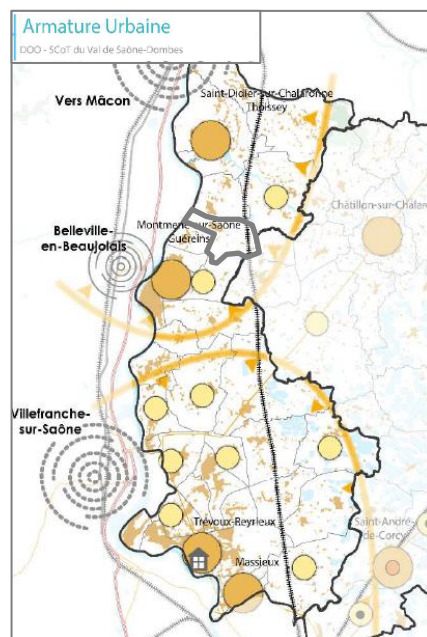 Armature Urbaine
DOO - SCoT du Val de Saône-Dombes
Vers Mâcon
Saint-Didier-sur-Chalaronne
Thoissey
Châtillon-sur-Chalar
Montmerle-sur-Saône
Guéreins
Belleville-
en-Beaujolais
Villefranche-
sur-Saône
Trévoux-Reyrieux
Massieux
Saint-André
-de-Corcy